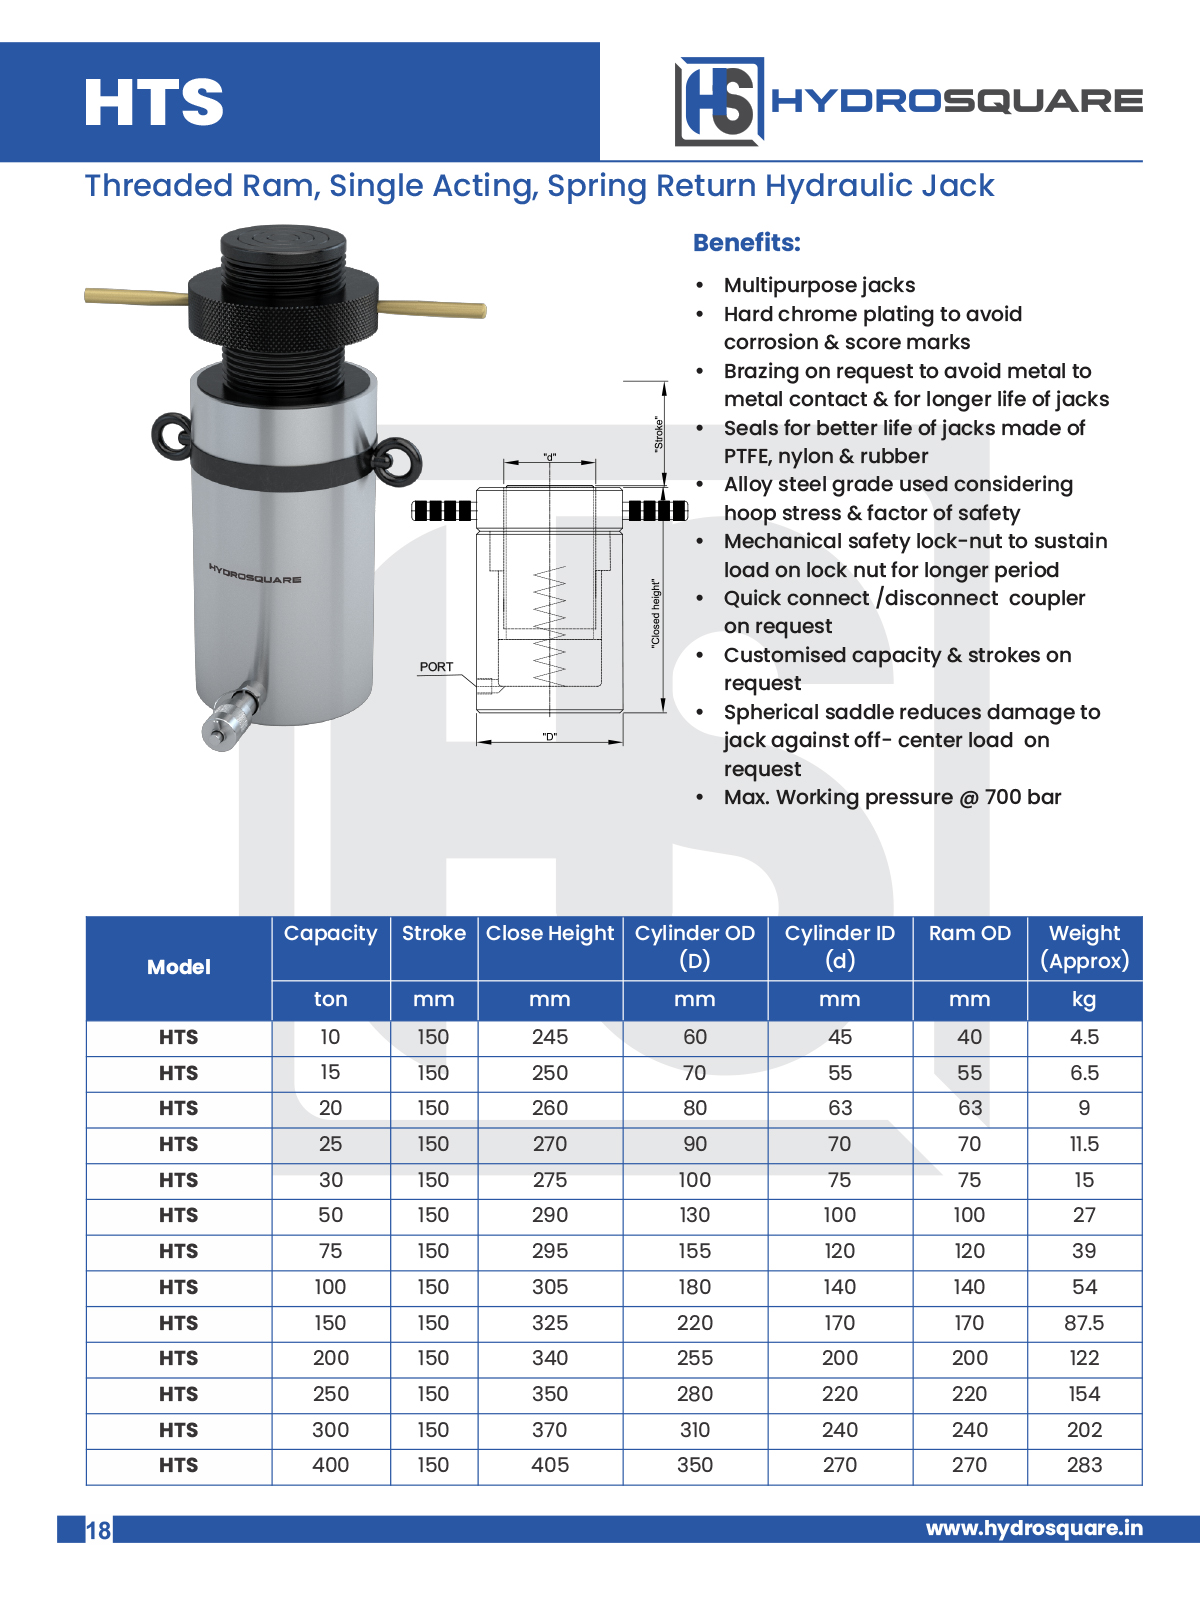 HTS
HS HYDROSQUARE
Threaded Ram, Single Acting, Spring Return Hydraulic Jack
HYDROSQUARE
"Stroke"
"d"
"Closed height"
PORT
"D"
Benefits:
• Multipurpose jacks
• Hard chrome plating to avoid
corrosion & score marks
• Brazing on request to avoid metal to
metal contact & for longer life of jacks
• Seals for better life of jacks made of
PTFE, nylon & rubber
• Alloy steel grade used considering
hoop stress & factor of safety
• Mechanical safety lock-nut to sustain
load on lock nut for longer period
• Quick connect /disconnect  coupler
on request
• Customised capacity & strokes on
request
• Spherical saddle reduces damage to
jack against off- center load  on
request
• Max. Working pressure @ 700 bar
Model Capacity Stroke Close Height Cylinder OD (D) Cylinder ID (d) Ram OD Weight (Approx)
ton mm mm mm mm mm kg
HTS 10 150 245 60 45 40 4.5
HTS 15 150 250 70 55 55 6.5
HTS 20 150 260 80 63 63 9
HTS 25 150 270 90 70 70 11.5
HTS 30 150 275 100 75 75 15
HTS 50 150 290 130 100 100 27
HTS 75 150 295 155 120 120 39
HTS 100 150 305 180 140 140 54
HTS 150 150 325 220 170 170 87.5
HTS 200 150 340 255 200 200 122
HTS 250 150 350 280 220 220 154
HTS 300 150 370 310 240 240 202
HTS 400 150 405 350 270 270 283
18
www.hydrosquare.in